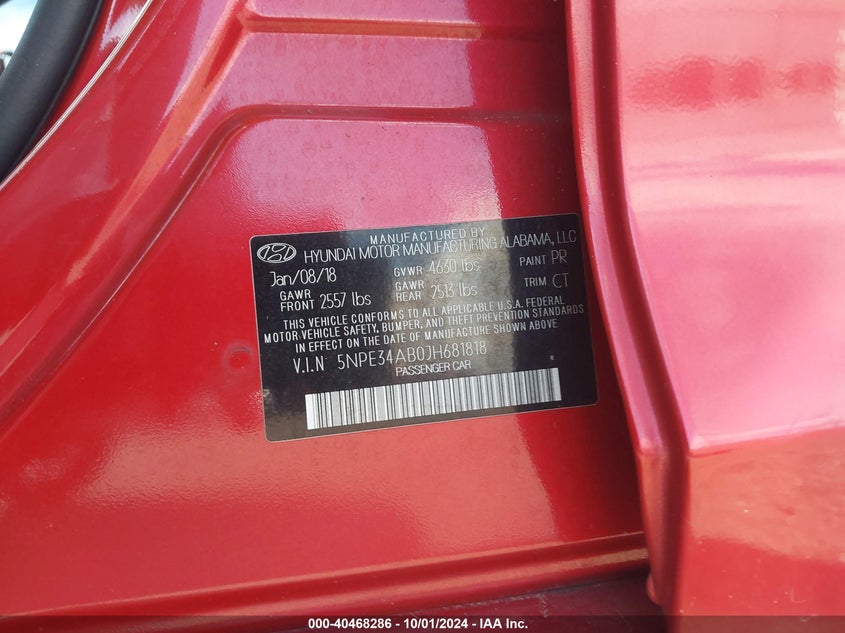 MANUFACTURED BY
HYUNDAI MOTOR MANUFACTURING ALABAMA, LLC
Jan/08/18 GVWR 4630 lbs PAINT PR
GAWR FRONT 2557 lbs GAWR REAR 2513 lbs TRIM CT
THIS VEHICLE CONFORMS TO ALL APPLICABLE U.S.A. FEDERAL
MOTOR VEHICLE SAFETY, BUMPER, AND THEFT PREVENTION STANDARDS
IN EFFECT ON THE DATE OF MANUFACTURE SHOWN ABOVE
V.I.N 5NPE34AB0JH681818
PASSENGER CAR
000-40468286 - 10/01/2024 - IAA Inc.